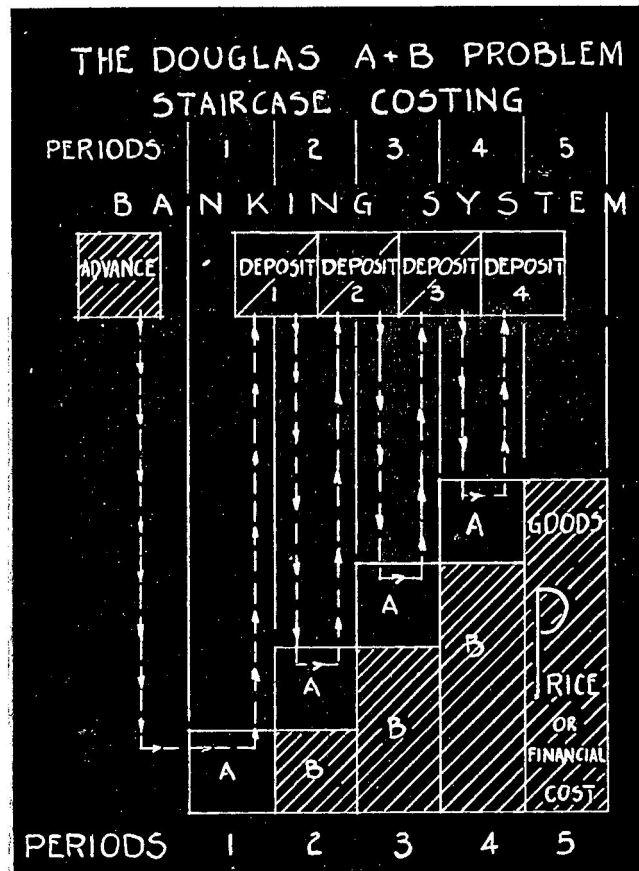 THE DOUGLAS A+B PROBLEM
STAIRCASE COSTING
PERIODS 1 2 3 4 5
BANKING SYSTEM
ADVANCE DEPOSIT 1 DEPOSIT 2 DEPOSIT 3 DEPOSIT 4
A GOODS
A B
A B PRICE
OR
A B FINANCIAL
COST
PERIODS 1 2 3 4 5